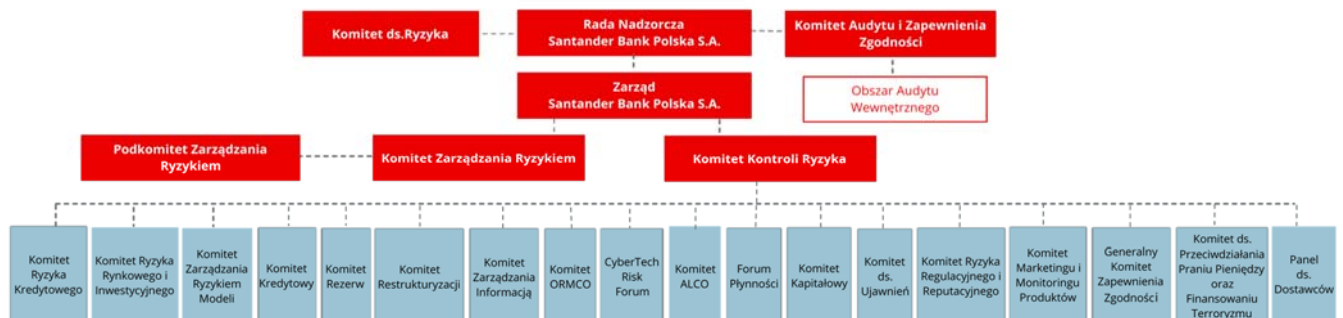 Komitet ds.Ryzyka
Rada Nadzorcza
Santander Bank Polska S.A.
Komitet Audytu i Zapewnienia
Zgodności
Zarząd
Santander Bank Polska S.A.
Obszar Audytu
Wewnętrznego
Podkomitet Zarządzania
Ryzykiem
Komitet Zarządzania Ryzykiem
Komitet Kontroli Ryzyka
Komitet
Ryzyka
Kredytowego
Komitet Ryzyka
Rynkowego i
Inwestycyjnego
Komitet
Zarządzania
Ryzykiem
Modeli
Komitet
Kredytowy
Komitet
Rezerw
Komitet
Restrukturyzacji
Komitet
Zarządzania
Informacją
Komitet
ORMCO
CyberTech
Risk
Forum
Komitet
ALCO
Forum
Płynności
Komitet
Kapitałowy
Komitet
ds.
Ujawnień
Komitet Ryzyka
Regulacyjnego i
Reputacyjnego
Komitet
Marketingu i
Monitoringu
Produktów
Generalny
Komitet
Zapewnienia
Zgodności
Komitet ds.
Przeciwdziałania
Praniu Pieniędzy
oraz
Finansowaniu
Terroryzmu
Panel
ds.
Dostawców